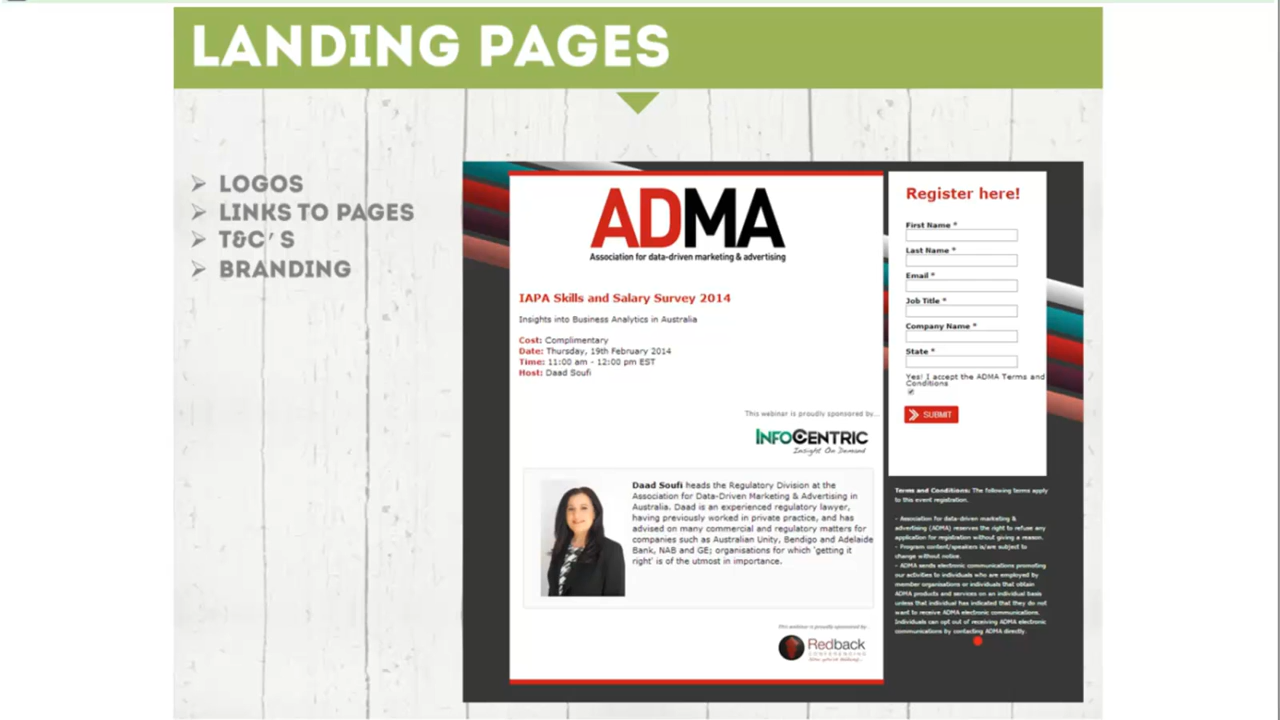 LANDING PAGES
LOGOS
LINKS TO PAGES
T&C'S
BRANDING
ADMA
Association for data-driven marketing & advertising
IAPA Skills and Salary Survey 2014
Insights into Business Analytics in Australia
Cost: Complimentary
Date: Thursday, 19th February 2014
Time: 11:00 am - 12:00 pm EST
Host: Daad Soufi
This webinar is proudly sponsored by...
INFOCENTRIC
Insight On Demand
Daad Soufi heads the Regulatory Division at the
Association for Data-Driven Marketing & Advertising in
Australia. Daad is an experienced regulatory lawyer,
having previously worked in private practice, and has
advised on many commercial and regulatory matters for
companies such as Australian Unity, Bendigo and Adelaide
Bank, NAB and GE; organisations for which 'getting it
right' is of the utmost in importance.
This webinar is proudly sponsored by...
Redback
CONFERENCING
Register here!
First Name *
Last Name *
Email *
Job Title *
Company Name *
State *
Yes! I accept the ADMA Terms and
Conditions
SUBMIT
Terms and Conditions: The following terms apply
to this event registration.
- Association for data-driven marketing &
advertising (ADMA) reserves the right to refuse any
application for registration without giving a reason.
- Program content/speakers is/are subject to
change without notice.
- ADMA sends electronic communications promoting
our activities to individuals who are employed by
member organisations or individuals that obtain
ADMA products and services on an individual basis
unless that individual has indicated that they do not
want to receive ADMA electronic communications.
Individuals can opt out of receiving ADMA electronic
communications by contacting ADMA directly.